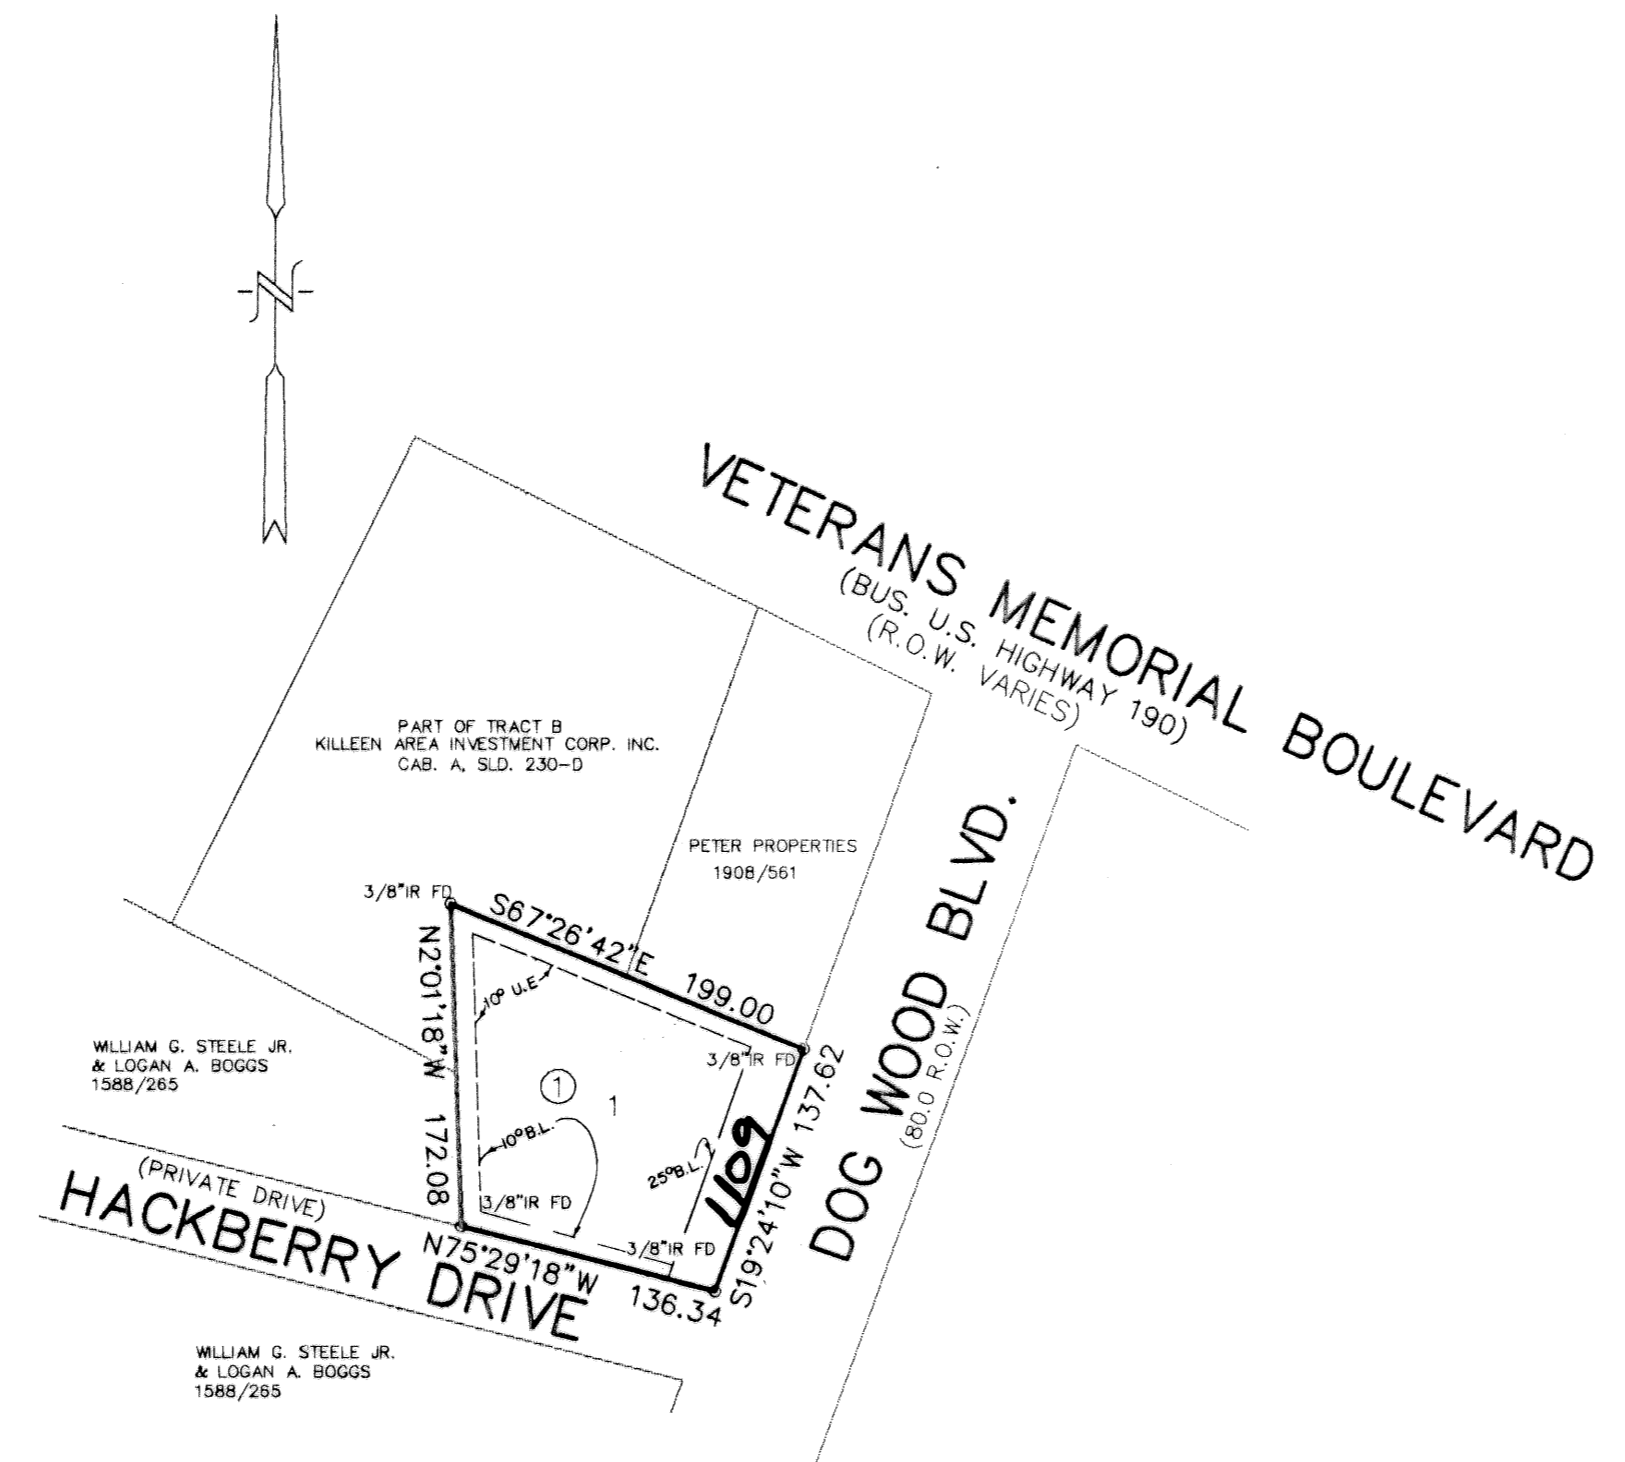 N
VETERANS MEMORIAL BOULEVARD
(BUS. U.S. HIGHWAY 190)
(R.O.W. VARIES)
PART OF TRACT B
KILLEEN AREA INVESTMENT CORP. INC.
CAB. A, SLD. 230-D
PETER PROPERTIES
1908/561
3/8"IR FD
S67°26'42"E 199.00
N2°01'18"W 172.08
10' U.E.
3/8"IR FD
DOG WOOD BLVD.
(80.0 R.O.W.)
WILLIAM G. STEELE JR.
& LOGAN A. BOGGS
1588/265
1
1
10' B.L.
25' B.L.
1109
S19°24'10"W 137.62
(PRIVATE DRIVE)
HACKBERRY DRIVE
3/8"IR FD
3/8"IR FD
N75°29'18"W 136.34
WILLIAM G. STEELE JR.
& LOGAN A. BOGGS
1588/265